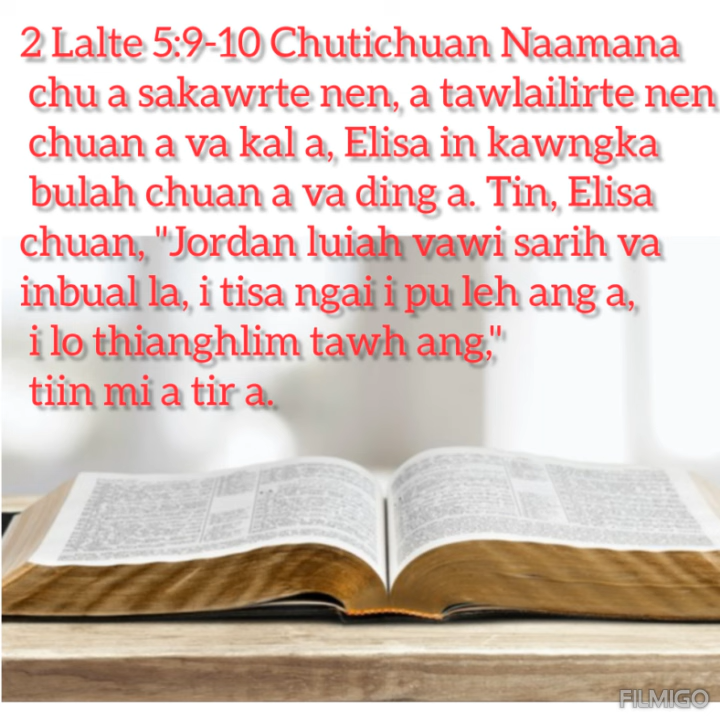 2 Lalte 5:9-10 Chutichuan Naamana
chu a sakawrte nen, a tawlailirte nen
chuan a va kal a, Elisa in kawngka
bulah chuan a va ding a. Tin, Elisa
chuan, "Jordan luiah vawi sarih va
inbual la, i tisa ngai i pu leh ang a,
i lo thianghlim tawh ang,"
tiin mi a tir a.
FILMIGO